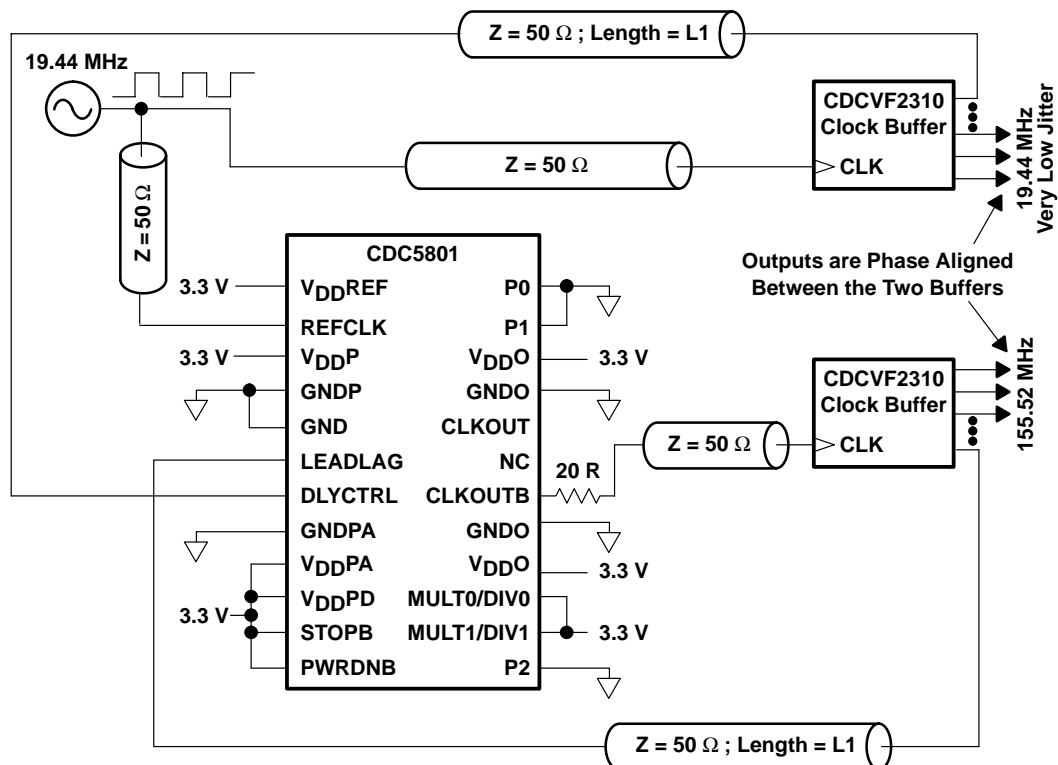 Z = 50 Ω ; Length = L1
19.44 MHz
CDCVF2310
Clock Buffer
CLK
19.44 MHz
Very Low Jitter
Z = 50 Ω
Z = 50 Ω
CDC5801
Outputs are Phase Aligned
Between the Two Buffers
3.3 V
VDDREF
P0
REFCLK
P1
3.3 V
VDDP
VDDO
3.3 V
GNDP
GNDO
GND
CLKOUT
LEADLAG
NC
DLYCTRL
CLKOUTB
20 R
Z = 50 Ω
CDCVF2310
Clock Buffer
CLK
155.52 MHz
GNDPA
GNDO
VDDPA
VDDO
3.3 V
3.3 V
VDDPD
MULT0/DIV0
STOPB
MULT1/DIV1
3.3 V
PWRDNB
P2
Z = 50 Ω ; Length = L1